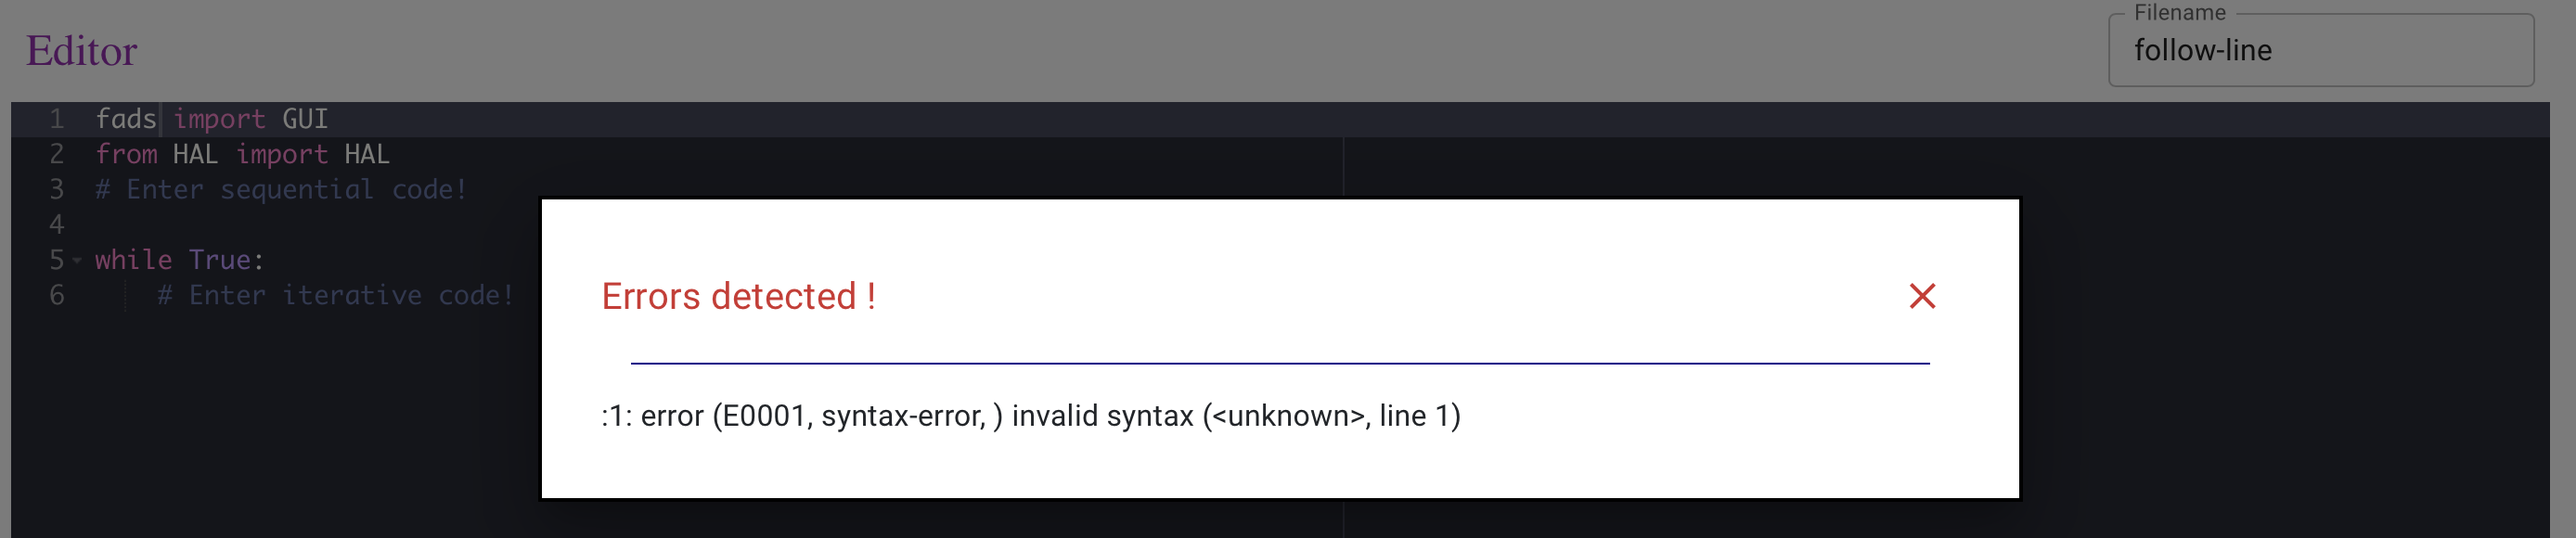 Editor
Filename
follow-line
1 fads import GUI
2 from HAL import HAL
3 # Enter sequential code!
4
5 while True:
6 # Enter iterative code!
Errors detected !
:1: error (E0001, syntax-error, ) invalid syntax (<unknown>, line 1)